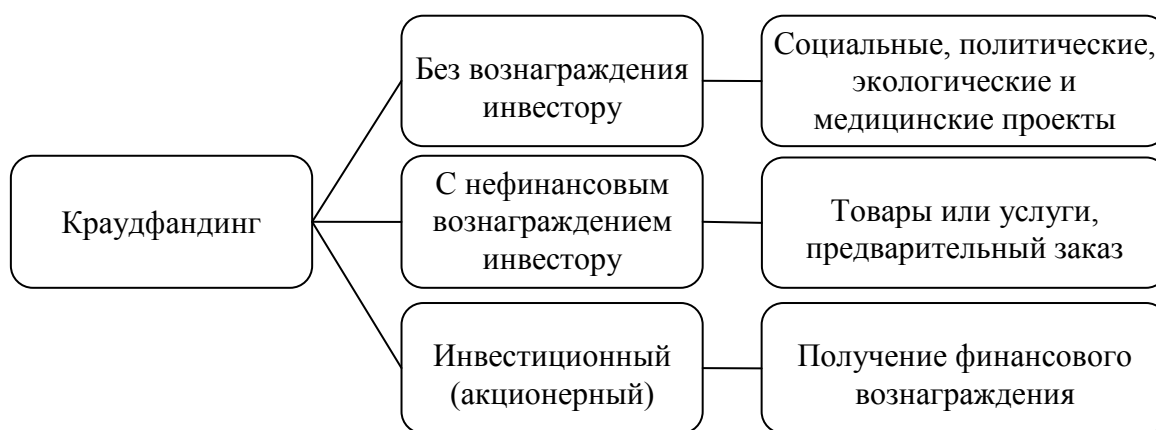 Краудфандинг
Без вознаграждения
инвестору
Социальные, политические,
экологические и
медицинские проекты
С нефинансовым
вознаграждением
инвестору
Товары или услуги,
предварительный заказ
Инвестиционный
(акционерный)
Получение финансового
вознаграждения